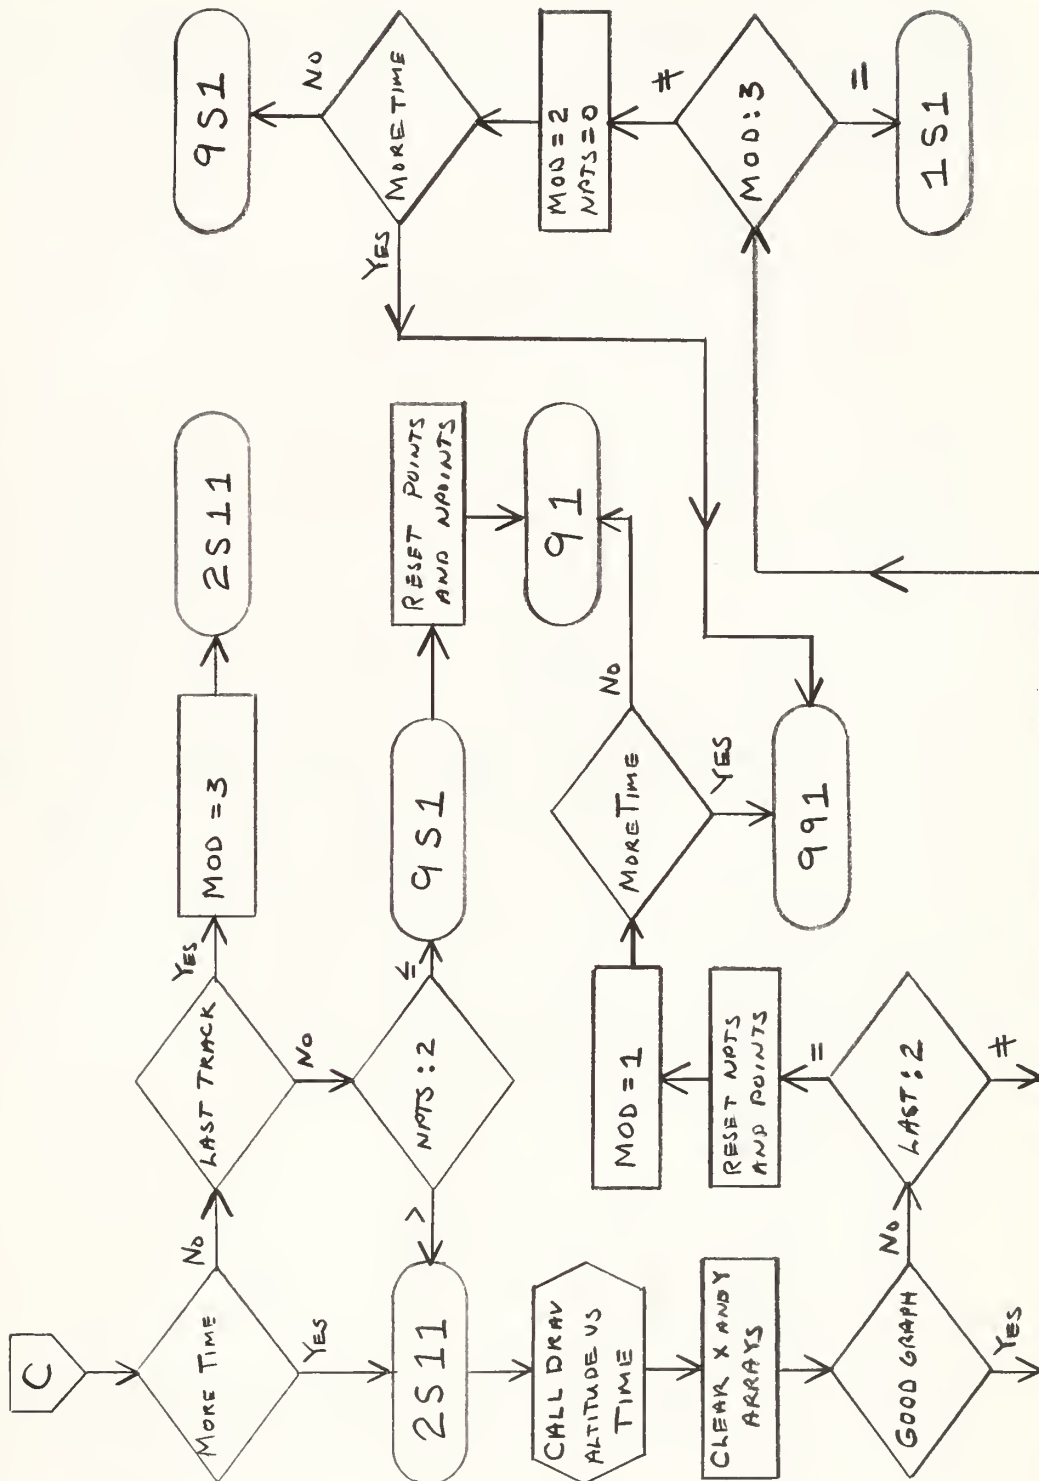 C
MORE TIME
NO
YES
LAST TRACK
YES
NO
MOD = 3
2S11
NPTS : 2
>
≤
9S1
RESET POINTS
AND NPOINTS
91
2S11
CALL DRAV
ALTITUDE VS
TIME
CLEAR X AND Y
ARRAYS
GOOD GRAPH
NO
YES
LAST : 2
=
≠
RESET NPTS
AND POINTS
MOD = 1
MORE TIME
NO
YES
991
9S1
NO
MORE TIME
YES
MOD = 2
NPTS = 0
≠
MOD : 3
=
1S1